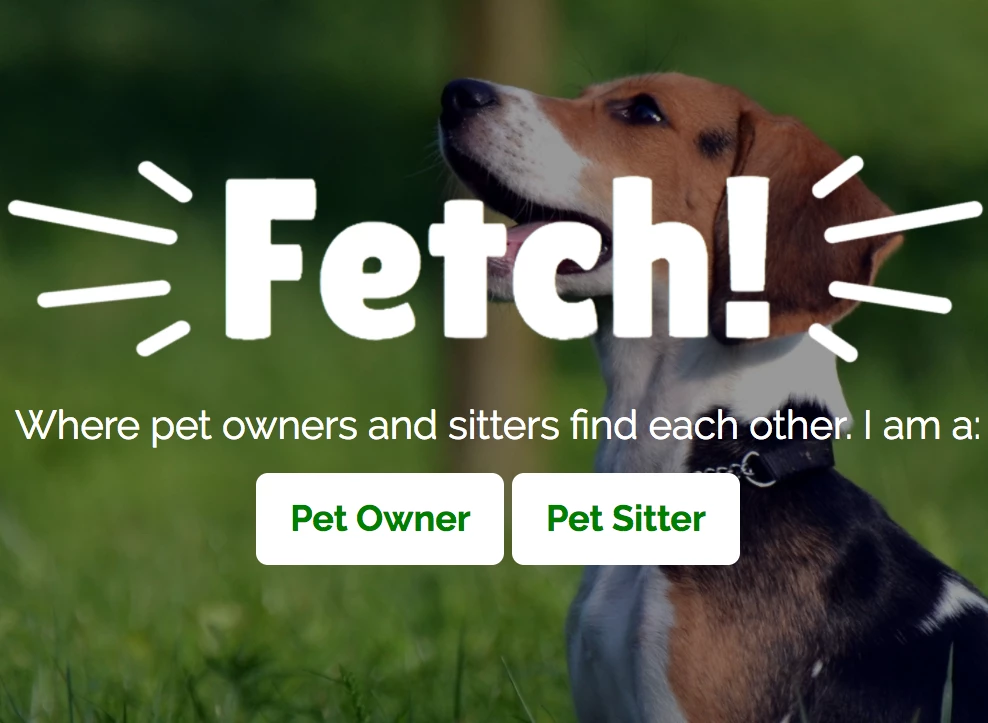 Fetch!
Where pet owners and sitters find each other. I am a:
Pet Owner Pet Sitter